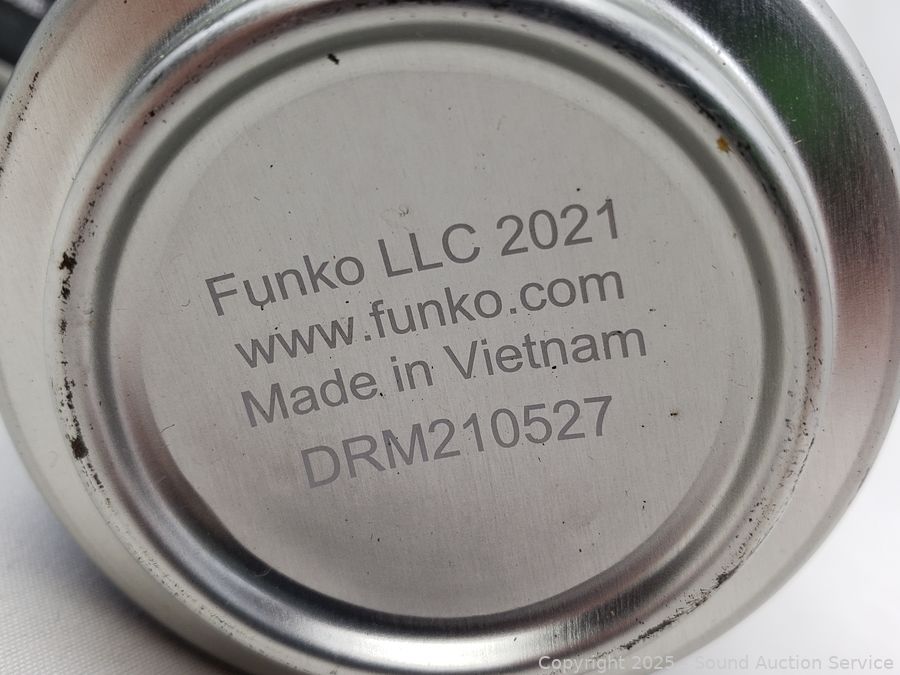 Funko LLC 2021
www.funko.com
Made in Vietnam
DRM210527
Copyright 2025 - Sound Auction Service